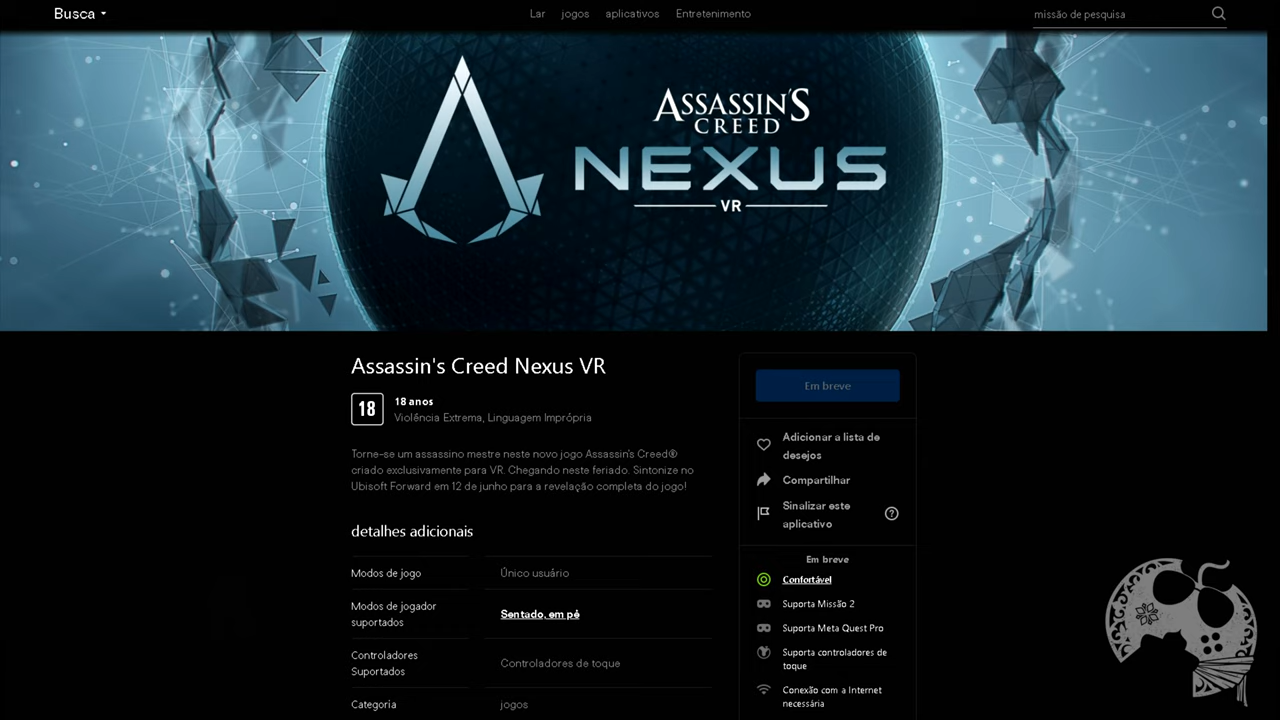 Busca
Lar jogos aplicativos Entretenimento
missão de pesquisa
ASSASSIN'S
CREED
NEXUS
VR
Assassin's Creed Nexus VR
18
18 anos
Violência Extrema, Linguagem Imprópria
Torne-se um assassino mestre neste novo jogo Assassin's Creed®
criado exclusivamente para VR. Chegando neste feriado. Sintonize no
Ubisoft Forward em 12 de junho para a revelação completa do jogo!
detalhes adicionais
Modos de jogo
Único usuário
Modos de jogador
suportados
Sentado, em pé
Controladores
Suportados
Controladores de toque
Categoria
jogos
Em breve
Adicionar a lista de
desejos
Compartilhar
Sinalizar este
aplicativo
?
Em breve
Confortável
Suporta Missão 2
Suporta Meta Quest Pro
Suporta controladores de
toque
Conexão com a Internet
necessária